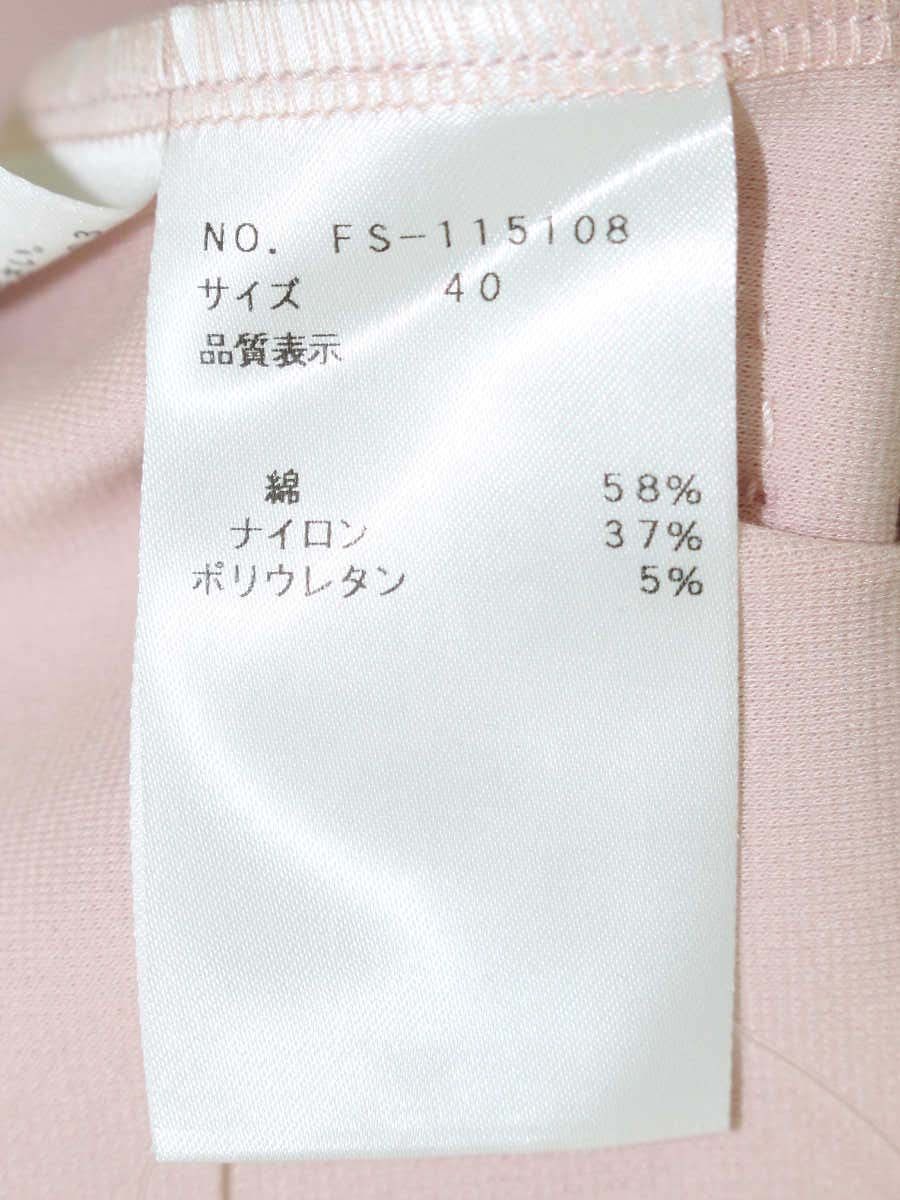 NO. FS-115108
サイズ 40
品質表示
綿 58%
ナイロン 37%
ポリウレタン 5%